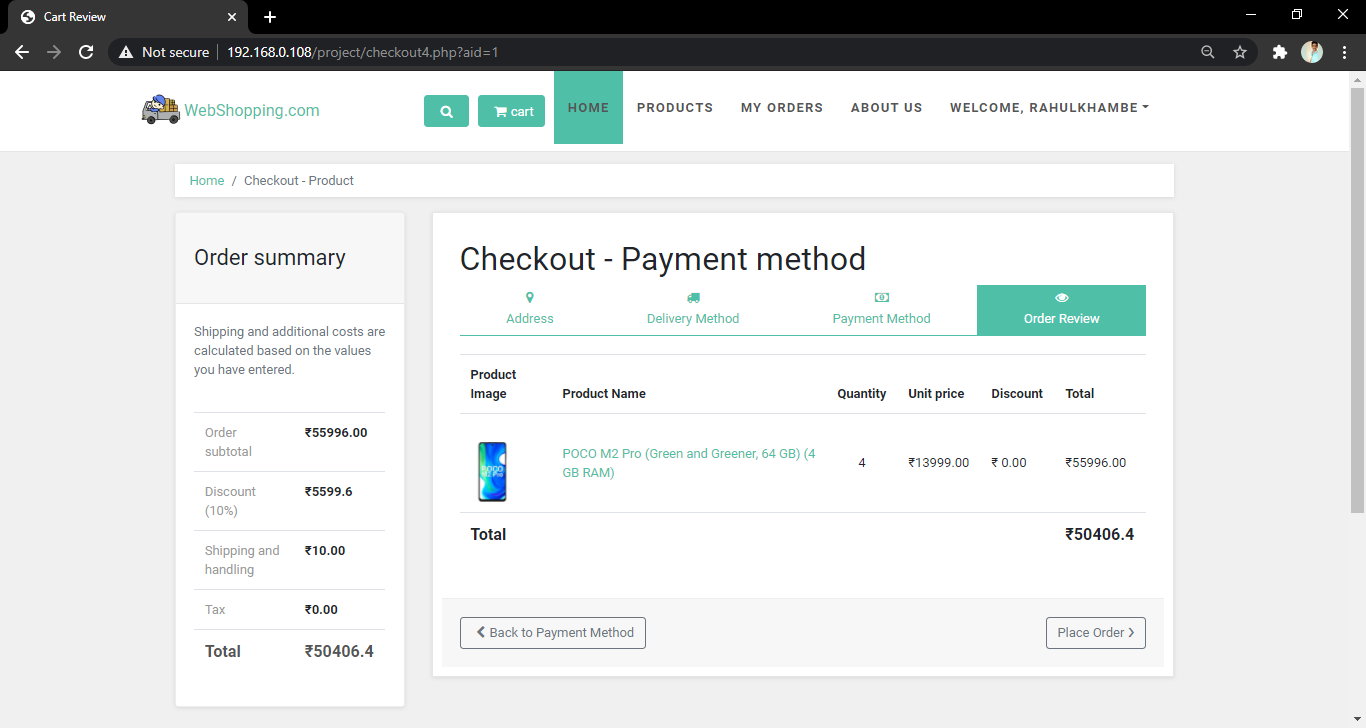 Cart Review
Not secure
192.168.0.108/project/checkout4.php?aid=1
WebShopping.com
cart
HOME
PRODUCTS
MY ORDERS
ABOUT US
WELCOME, RAHULKHAMBE
Home / Checkout - Product
Order summary
Shipping and additional costs are
calculated based on the values
you have entered.
Order
subtotal
₹55996.00
Discount
(10%)
₹5599.6
Shipping and
handling
₹10.00
Tax
₹0.00
Total
₹50406.4
Checkout - Payment method
Address
Delivery Method
Payment Method
Order Review
Product
Image
Product Name
Quantity
Unit price
Discount
Total
POCO
M2 Pro
POCO M2 Pro (Green and Greener, 64 GB) (4
GB RAM)
4
₹13999.00
₹ 0.00
₹55996.00
Total
₹50406.4
Back to Payment Method
Place Order